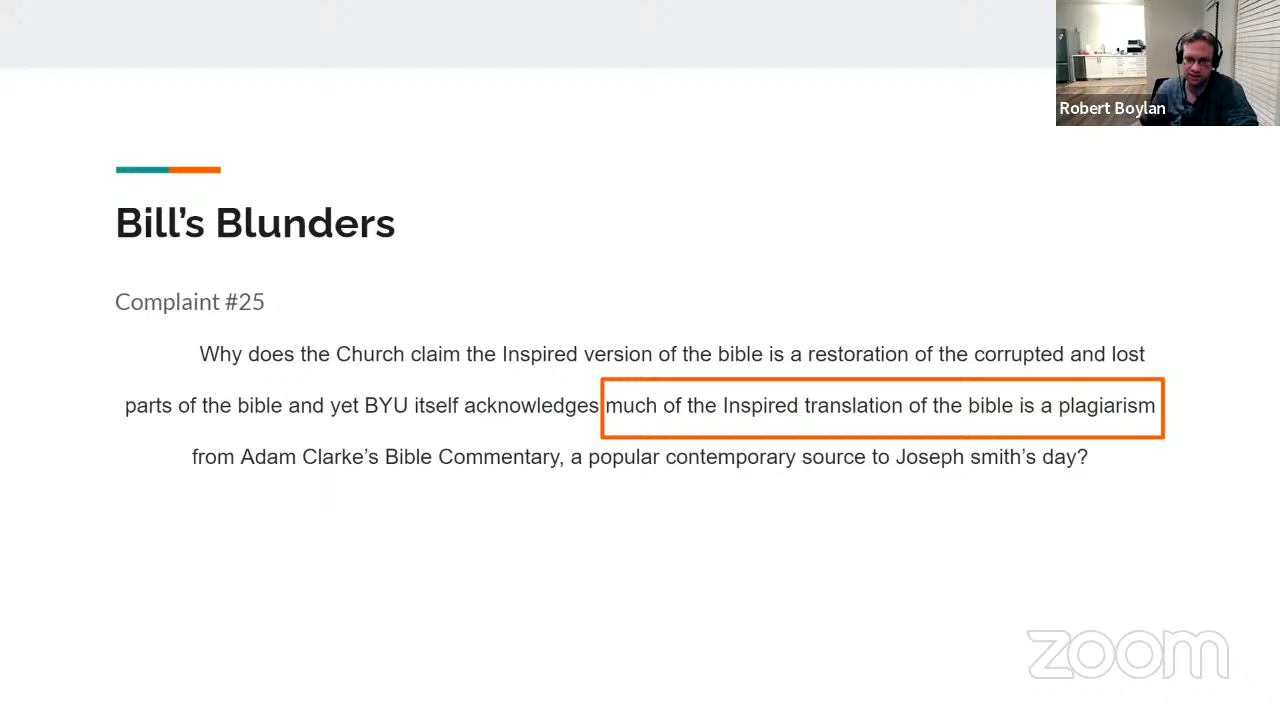 Robert Boylan
Bill's Blunders
Complaint #25
Why does the Church claim the Inspired version of the bible is a restoration of the corrupted and lost
parts of the bible and yet BYU itself acknowledges much of the Inspired translation of the bible is a plagiarism
from Adam Clarke's Bible Commentary, a popular contemporary source to Joseph smith's day?
zoom